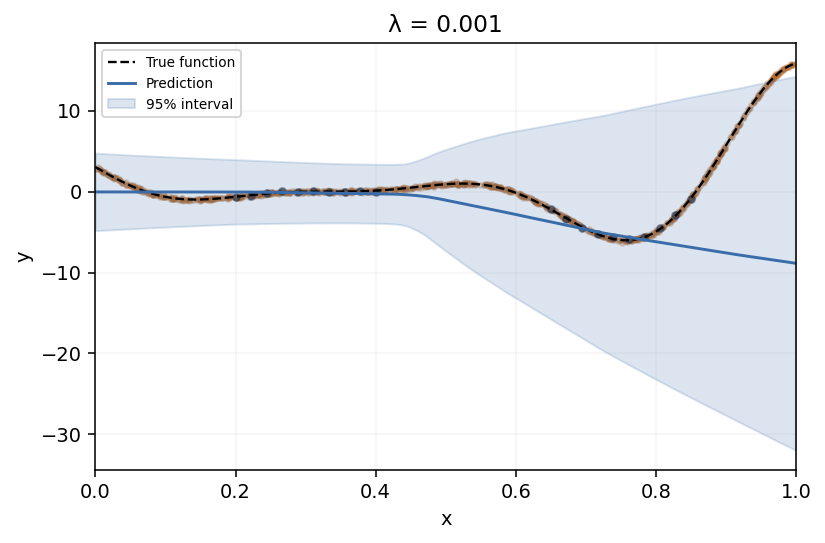 λ = 0.001
True function
Prediction
95% interval
10
0
−10
−20
−30
y
0.0 0.2 0.4 0.6 0.8 1.0
x